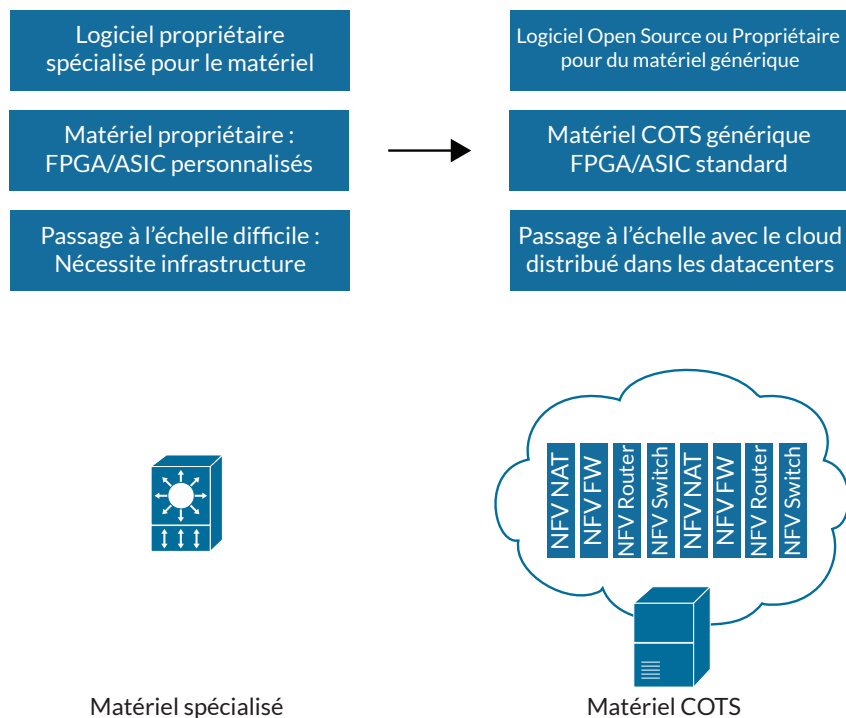 Logiciel propriétaire
spécialisé pour le matériel
Logiciel Open Source ou Propriétaire
pour du matériel générique
Matériel propriétaire :
FPGA/ASIC personnalisés
Matériel COTS générique
FPGA/ASIC standard
Passage à l’échelle difficile :
Nécessite infrastructure
Passage à l’échelle avec le cloud
distribué dans les datacenters
NFV NAT
NFV FW
NFV Router
NFV Switch
NFV NAT
NFV FW
NFV Router
NFV Switch
Matériel spécialisé
Matériel COTS